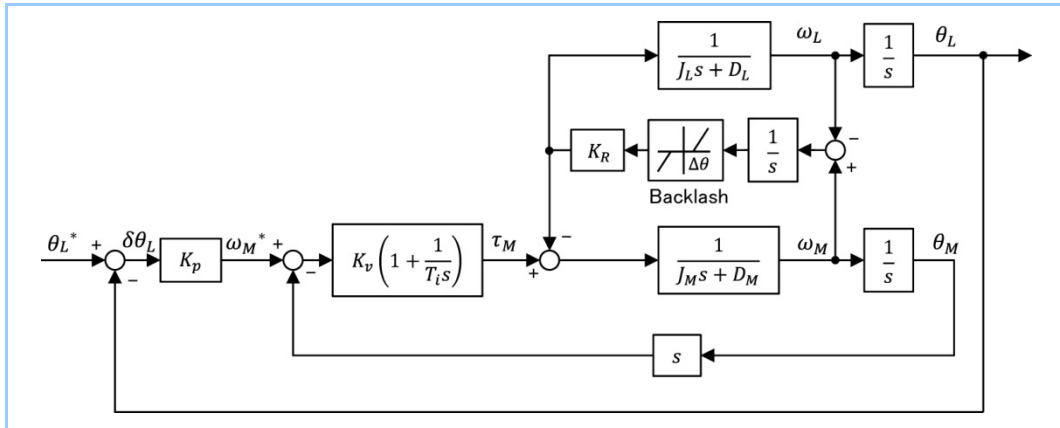 1
J_L s + D_L
ω_L
1
s
θ_L
K_R
Δθ
Backlash
1
s
−
+
θ_L*
+
−
δθ_L
K_p
ω_M*
+
−
K_v(1 + 1/T_i s)
τ_M
+
−
1
J_M s + D_M
ω_M
1
s
θ_M
s